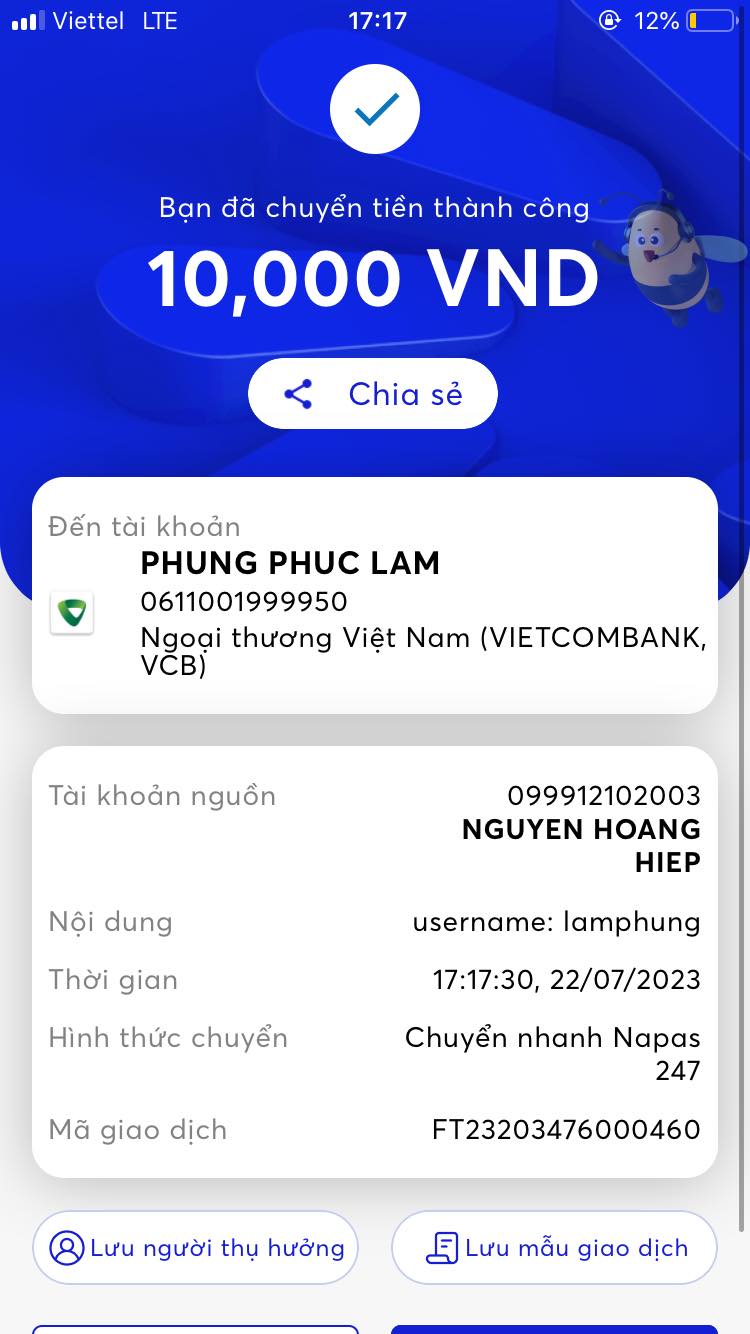 Viettel LTE 17:17 12%
Bạn đã chuyển tiền thành công
10,000 VND
Chia sẻ
Đến tài khoản
PHUNG PHUC LAM
0611001999950
Ngoại thương Việt Nam (VIETCOMBANK,
VCB)
Tài khoản nguồn 099912102003
NGUYEN HOANG
HIEP
Nội dung username: lamphung
Thời gian 17:17:30, 22/07/2023
Hình thức chuyển Chuyển nhanh Napas
247
Mã giao dịch FT23203476000460
Lưu người thụ hưởng Lưu mẫu giao dịch